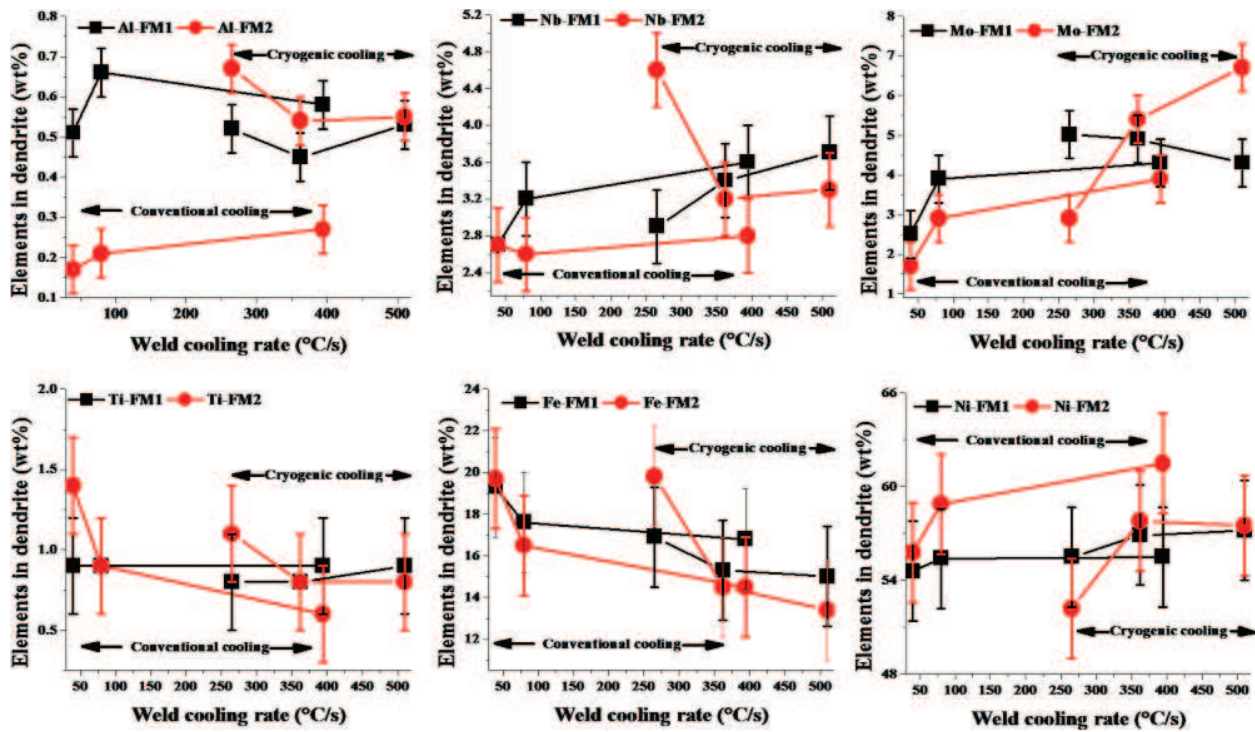 Al-FM1 Al-FM2
Elements in dendrite (wt%)
0.8
0.7
0.6
0.5
0.4
0.3
0.2
0.1
Cryogenic cooling
Conventional cooling
100 200 300 400 500
Weld cooling rate (°C/s)
Nb-FM1 Nb-FM2
Elements in dendrite (wt%)
5.2
4.8
4.4
4.0
3.6
3.2
2.8
2.4
Cryogenic cooling
Conventional cooling
50 100 150 200 250 300 350 400 450 500
Weld cooling rate (°C/s)
Mo-FM1 Mo-FM2
Elements in dendrite (wt%)
8
7
6
5
4
3
2
1
Cryogenic cooling
Conventional cooling
50 100 150 200 250 300 350 400 450 500
Weld cooling rate (°C/s)
Ti-FM1 Ti-FM2
Elements in dendrite (wt%)
2.0
1.5
1.0
0.5
Cryogenic cooling
Conventional cooling
50 100 150 200 250 300 350 400 450 500
Weld cooling rate (°C/s)
Fe-FM1 Fe-FM2
Elements in dendrite (wt%)
24
22
20
18
16
14
12
Cryogenic cooling
Conventional cooling
50 100 150 200 250 300 350 400 450 500
Weld cooling rate (°C/s)
Ni-FM1 Ni-FM2
Elements in dendrite (wt%)
66
60
54
48
Conventional cooling
Cryogenic cooling
50 100 150 200 250 300 350 400 450 500
Weld cooling rate (°C/s)